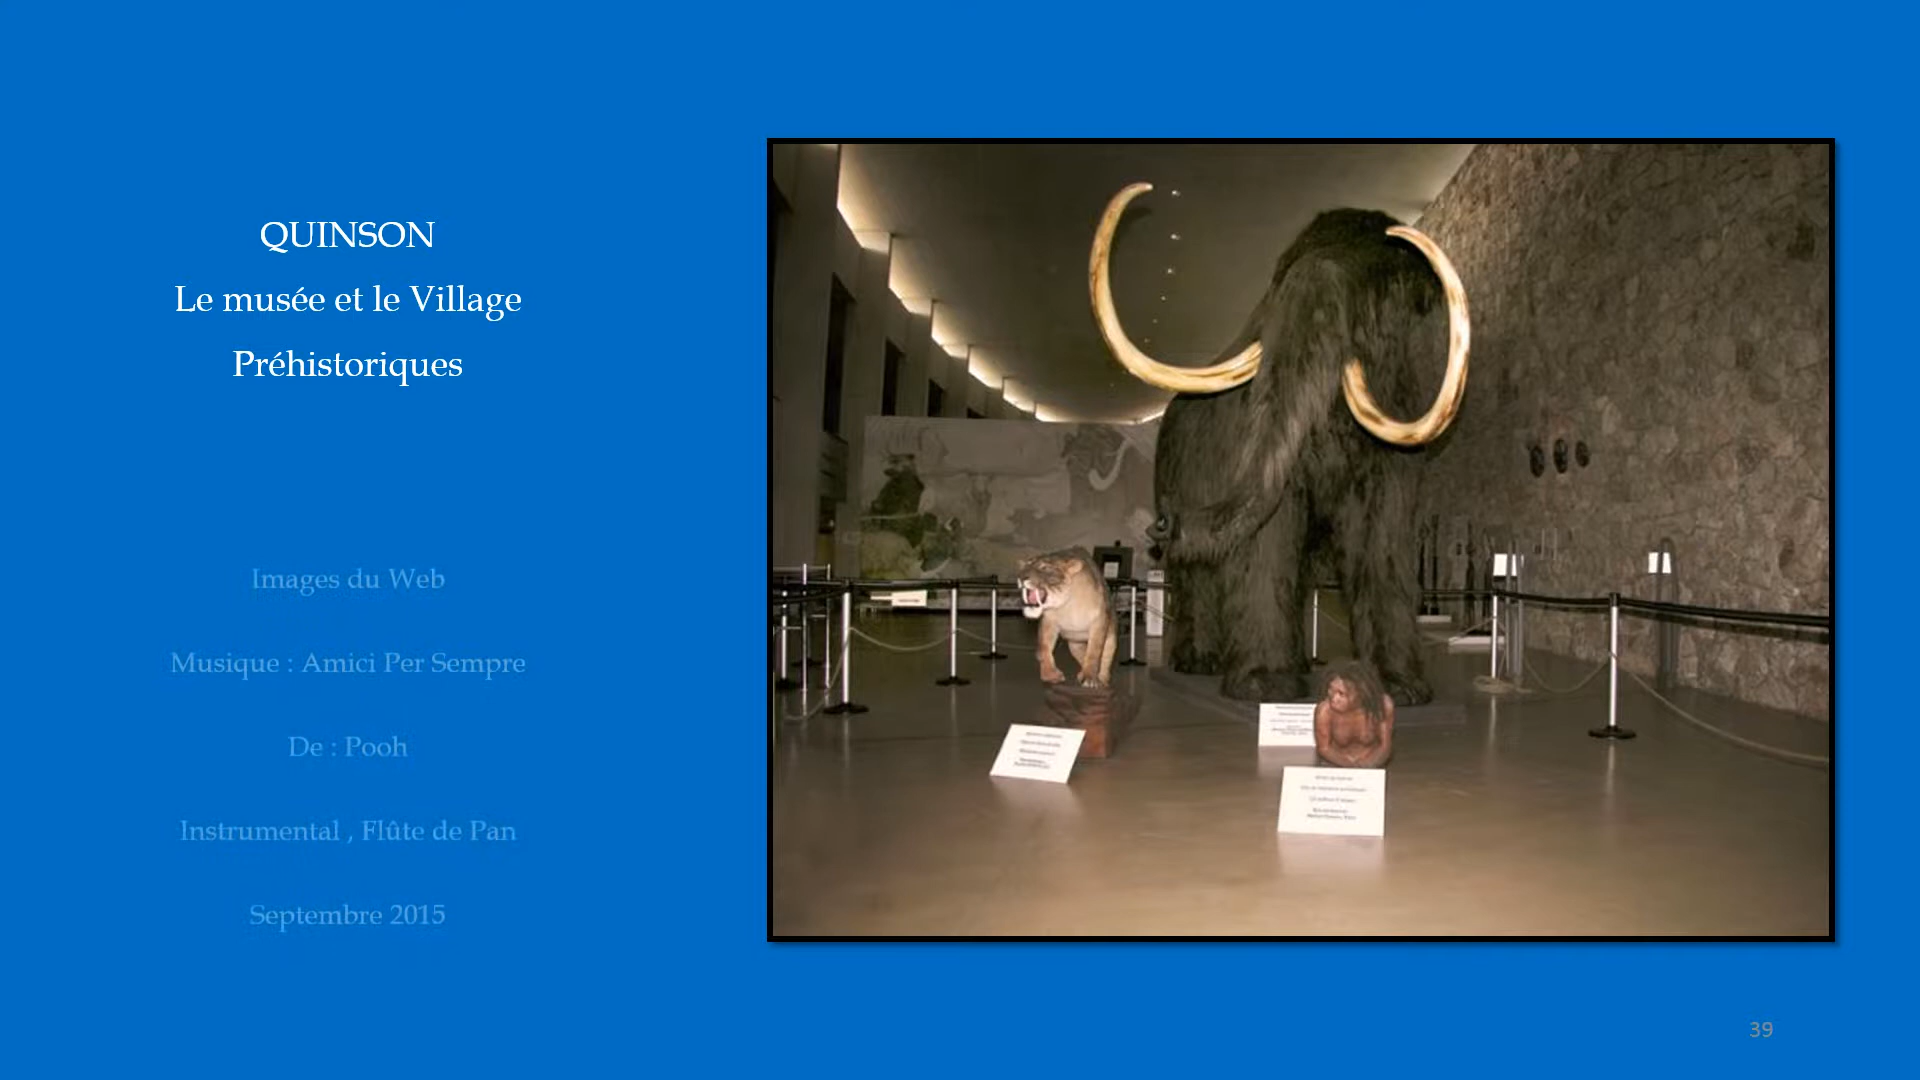 QUINSON
Le musée et le Village
Préhistoriques
Images du Web
Musique : Amici Per Sempre
De : Pooh
Instrumental , Flûte de Pan
Septembre 2015
39